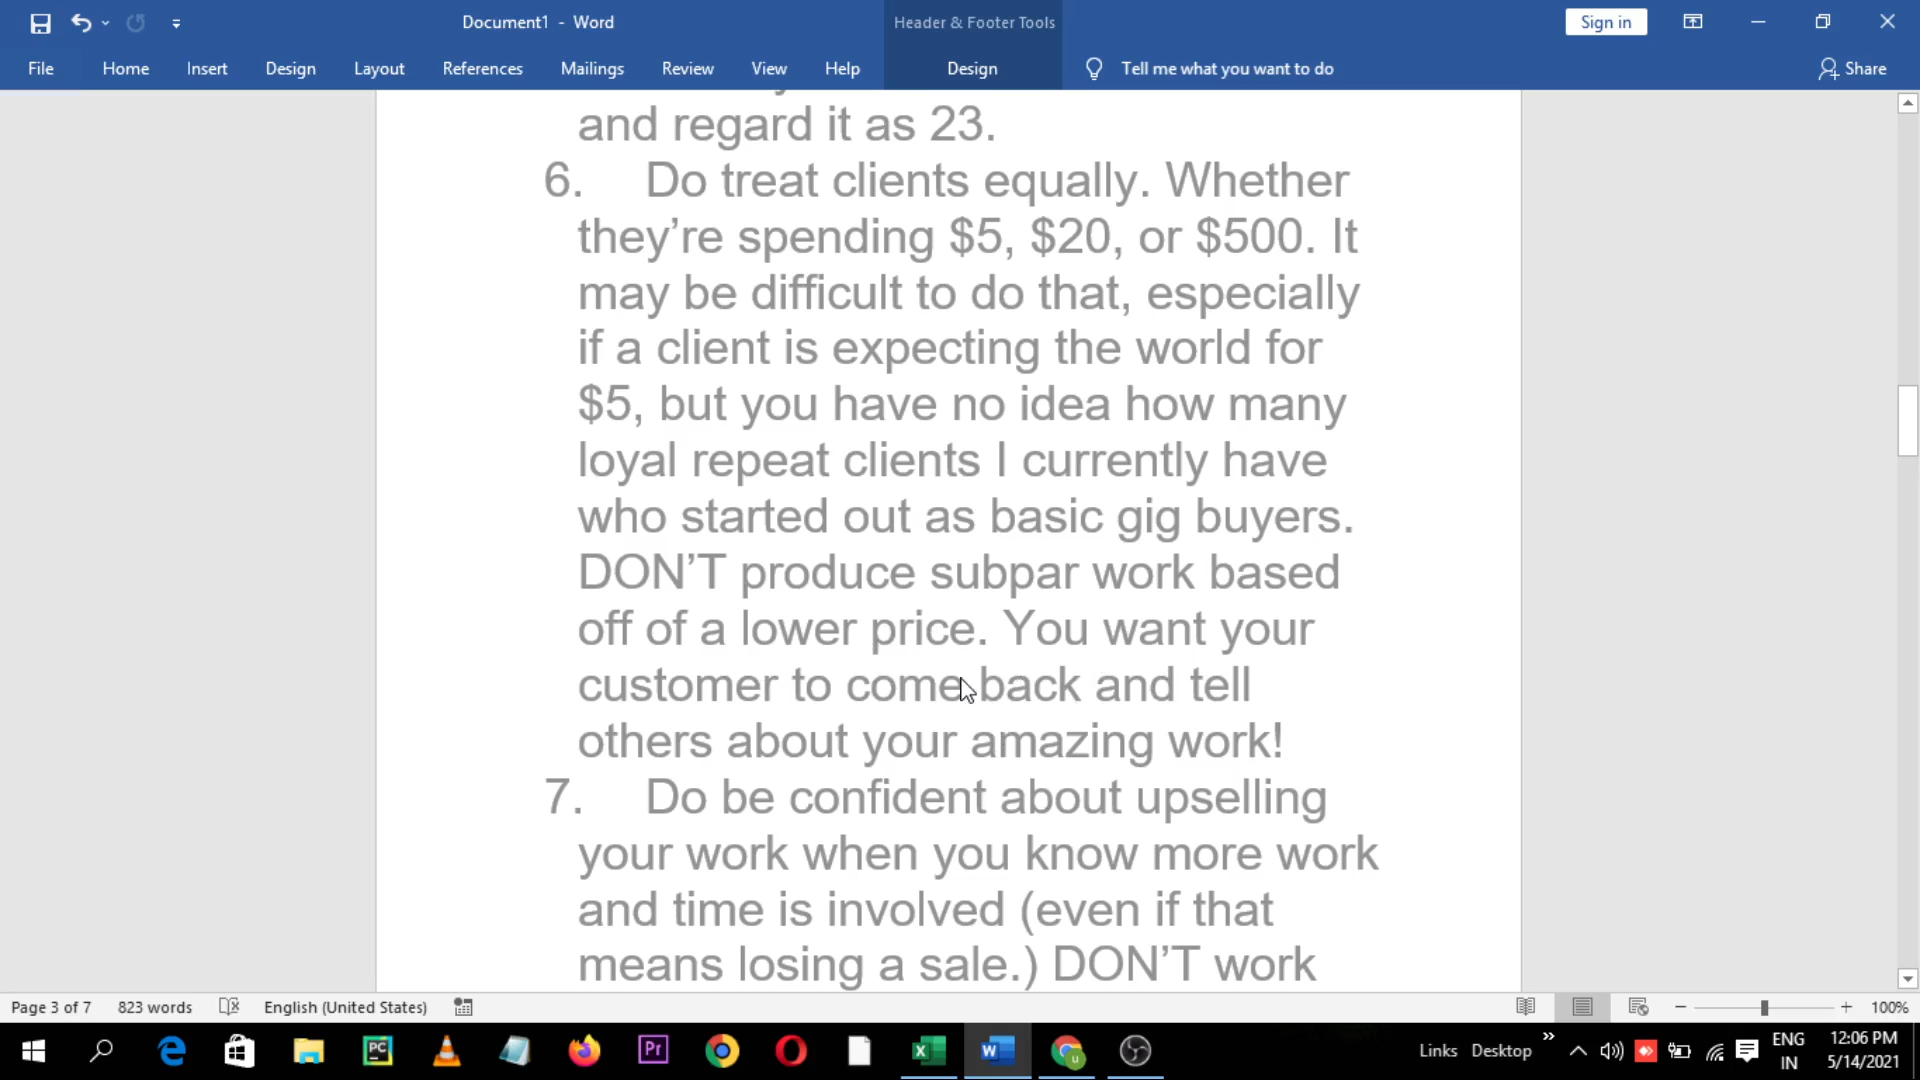 Document1 - Word
Header & Footer Tools
Sign in
File
Home
Insert
Design
Layout
References
Mailings
Review
View
Help
Design
Tell me what you want to do
Share
and regard it as 23.
6. Do treat clients equally. Whether
they’re spending $5, $20, or $500. It
may be difficult to do that, especially
if a client is expecting the world for
$5, but you have no idea how many
loyal repeat clients I currently have
who started out as basic gig buyers.
DON’T produce subpar work based
off of a lower price. You want your
customer to come back and tell
others about your amazing work!
7. Do be confident about upselling
your work when you know more work
and time is involved (even if that
means losing a sale.) DON’T work
Page 3 of 7
823 words
English (United States)
100%
Links
Desktop
ENG
IN
12:06 PM
5/14/2021